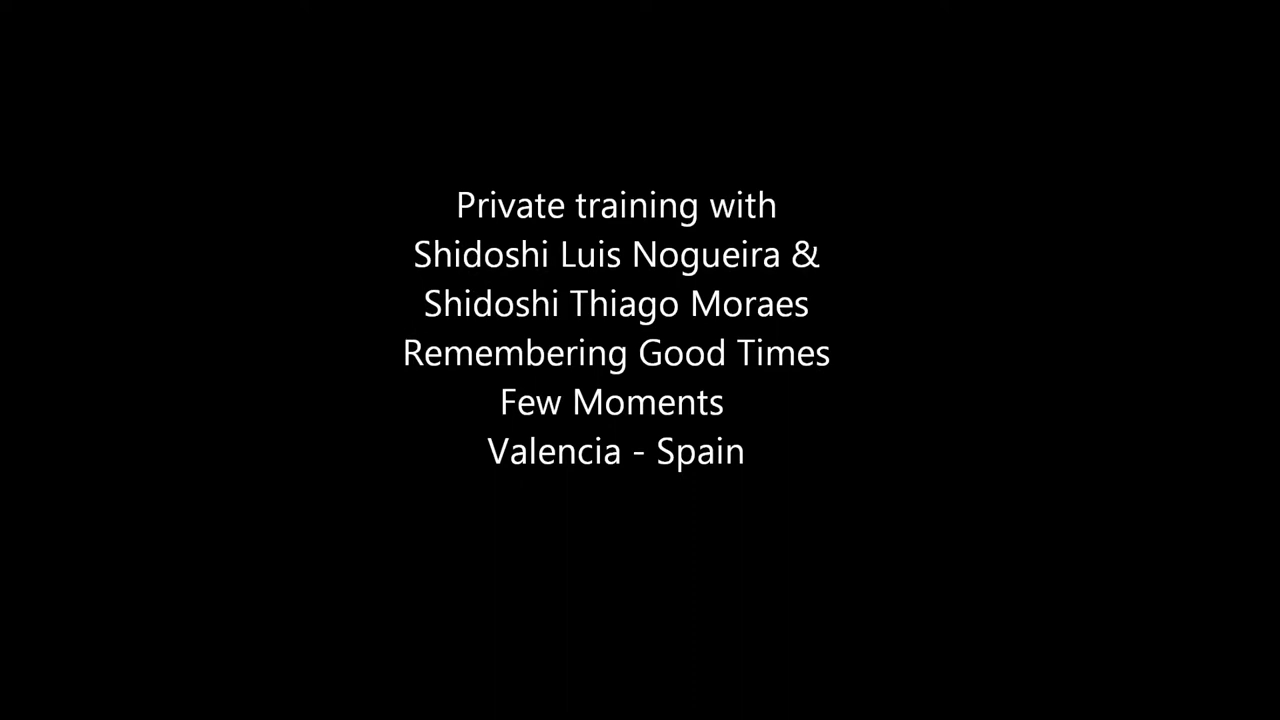 Private training with
Shidoshi Luis Nogueira &
Shidoshi Thiago Moraes
Remembering Good Times
Few Moments
Valencia - Spain